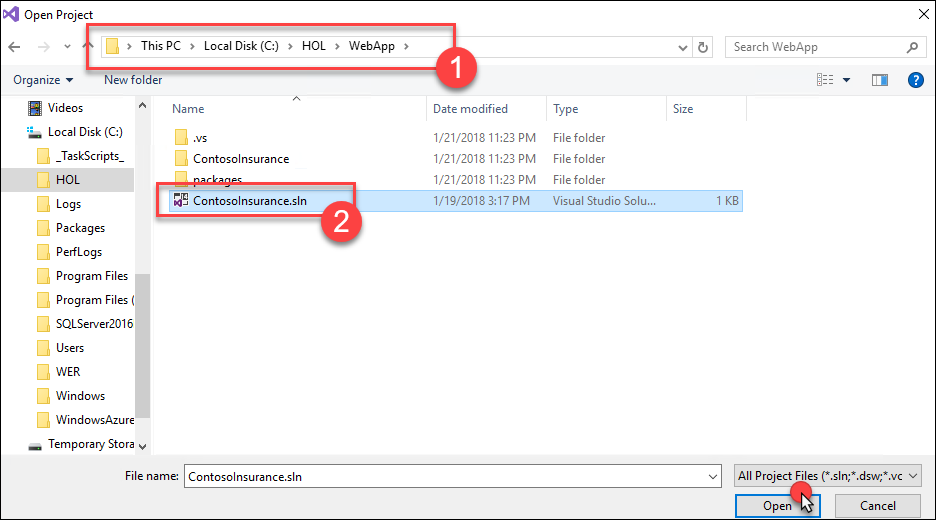 Open Project
This PC > Local Disk (C:) > HOL > WebApp >
Search WebApp
1
Organize
New folder
?
Name
Date modified
Type
Size
Videos
Local Disk (C:)
_TaskScripts_
HOL
Logs
Packages
PerfLogs
Program Files
Program Files (
SQLServer2016
Users
WER
Windows
WindowsAzure
Temporary Stora
.vs 1/21/2018 11:23 PM File folder
ContosoInsurance 1/21/2018 11:23 PM File folder
packages 1/21/2018 11:23 PM File folder
ContosoInsurance.sln 1/19/2018 3:17 PM Visual Studio Solu... 1 KB
2
File name: ContosoInsurance.sln
All Project Files (*.sln;*.dsw;*.vc
Open
Cancel